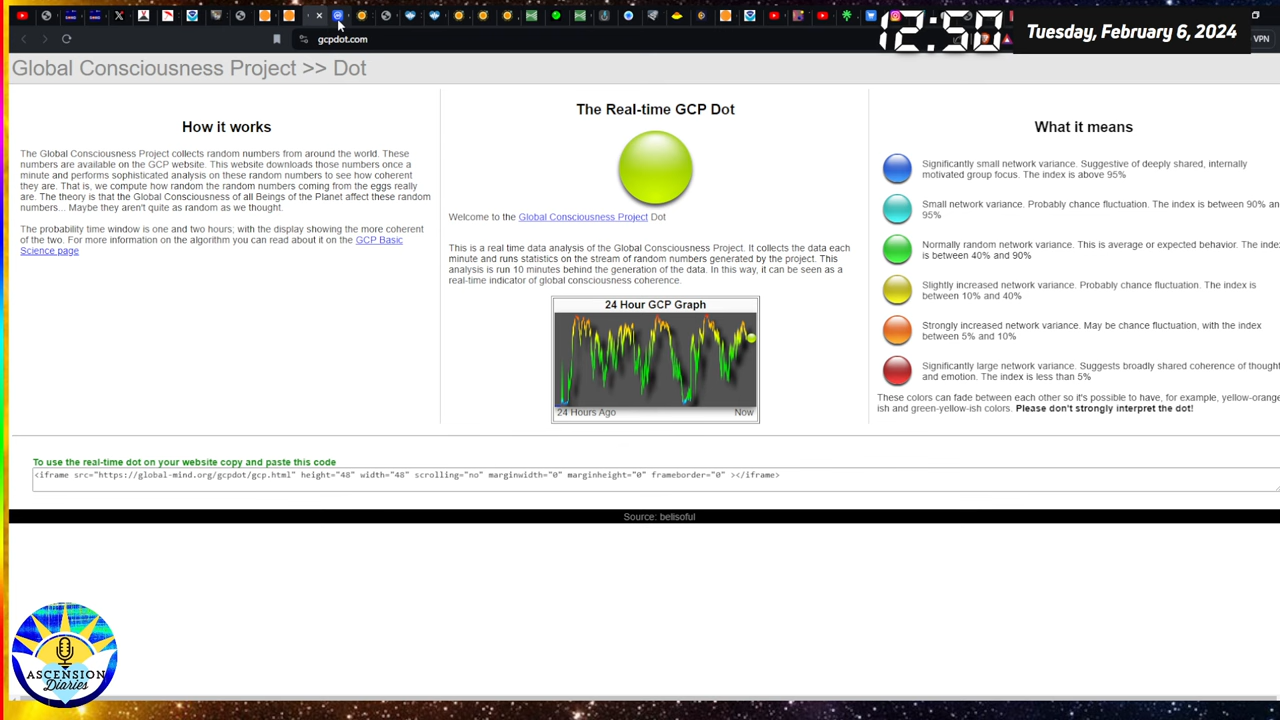 12:50
Tuesday, February 6, 2024
gcpdot.com
VPN
Global Consciousness Project >> Dot
How it works
The Global Consciousness Project collects random numbers from around the world. These
numbers are available on the GCP website. This website downloads those numbers once a
minute and performs sophisticated analysis on these random numbers to see how coherent
they are. That is, we compute how random the random numbers coming from the eggs really
are. The theory is that the Global Consciousness of all Beings of the Planet affect these random
numbers... Maybe they aren't quite as random as we thought.
The probability time window is one and two hours; with the display showing the more coherent
of the two. For more information on the algorithm you can read about it on the GCP Basic
Science page
The Real-time GCP Dot
Welcome to the Global Consciousness Project Dot
This is a real time data analysis of the Global Consciousness Project. It collects the data each
minute and runs statistics on the stream of random numbers generated by the project. This
analysis is run 10 minutes behind the generation of the data. In this way, it can be seen as a
real-time indicator of global consciousness coherence.
24 Hour GCP Graph
24 Hours Ago
Now
What it means
Significantly small network variance. Suggestive of deeply shared, internally
motivated group focus. The index is above 95%
Small network variance. Probably chance fluctuation. The index is between 90% an
95%
Normally random network variance. This is average or expected behavior. The inde
is between 40% and 90%
Slightly increased network variance. Probably chance fluctuation. The index is
between 10% and 40%
Strongly increased network variance. May be chance fluctuation, with the index
between 5% and 10%
Significantly large network variance. Suggests broadly shared coherence of thought
and emotion. The index is less than 5%
These colors can fade between each other so it's possible to have, for example, yellow-orange
ish and green-yellow-ish colors. Please don't strongly interpret the dot!
To use the real-time dot on your website copy and paste this code
<iframe src="https://global-mind.org/gcpdot/gcp.html" height="48" width="48" scrolling="no" marginwidth="0" marginheight="0" frameborder="0" ></iframe>
Source: belisoful
ASCENSION
Diaries